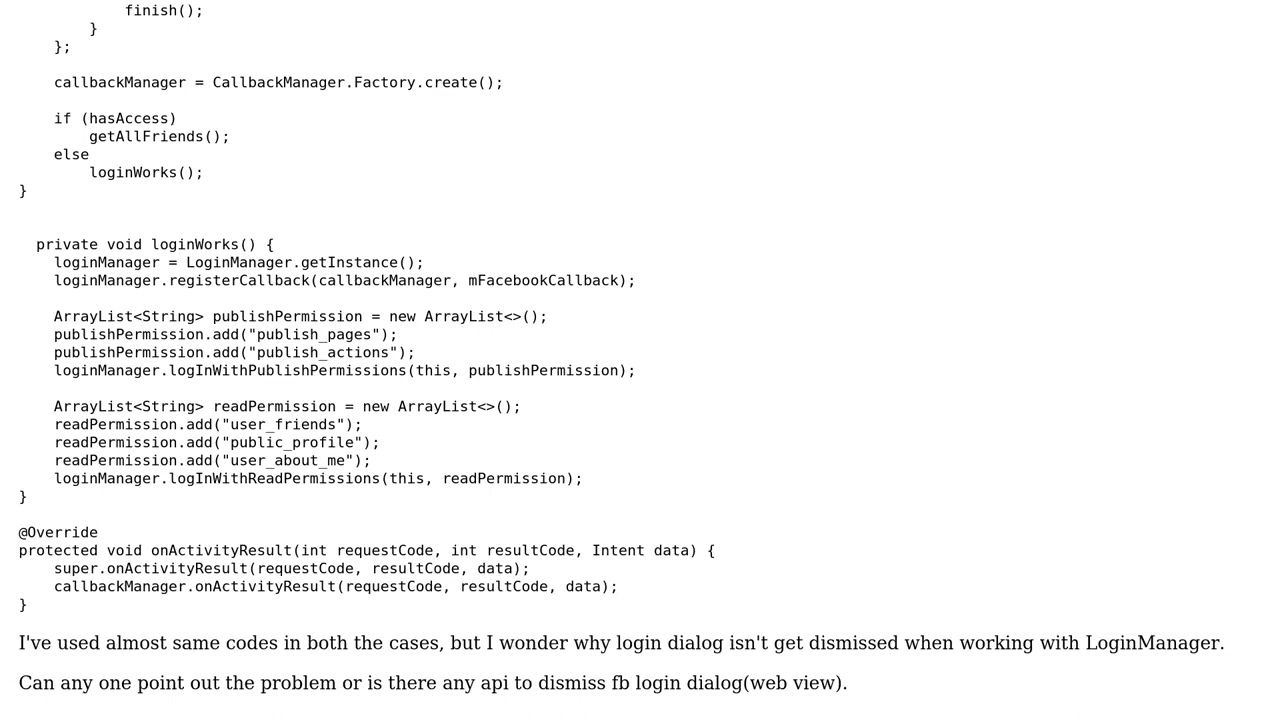 finish();
        }
    };

    callbackManager = CallbackManager.Factory.create();

    if (hasAccess)
        getAllFriends();
    else
        loginWorks();
}

  private void loginWorks() {
    loginManager = LoginManager.getInstance();
    loginManager.registerCallback(callbackManager, mFacebookCallback);

    ArrayList<String> publishPermission = new ArrayList<>();
    publishPermission.add("publish_pages");
    publishPermission.add("publish_actions");
    loginManager.logInWithPublishPermissions(this, publishPermission);

    ArrayList<String> readPermission = new ArrayList<>();
    readPermission.add("user_friends");
    readPermission.add("public_profile");
    readPermission.add("user_about_me");
    loginManager.logInWithReadPermissions(this, readPermission);
}

@Override
protected void onActivityResult(int requestCode, int resultCode, Intent data) {
    super.onActivityResult(requestCode, resultCode, data);
    callbackManager.onActivityResult(requestCode, resultCode, data);
}
I've used almost same codes in both the cases, but I wonder why login dialog isn't get dismissed when working with LoginManager.
Can any one point out the problem or is there any api to dismiss fb login dialog(web view).